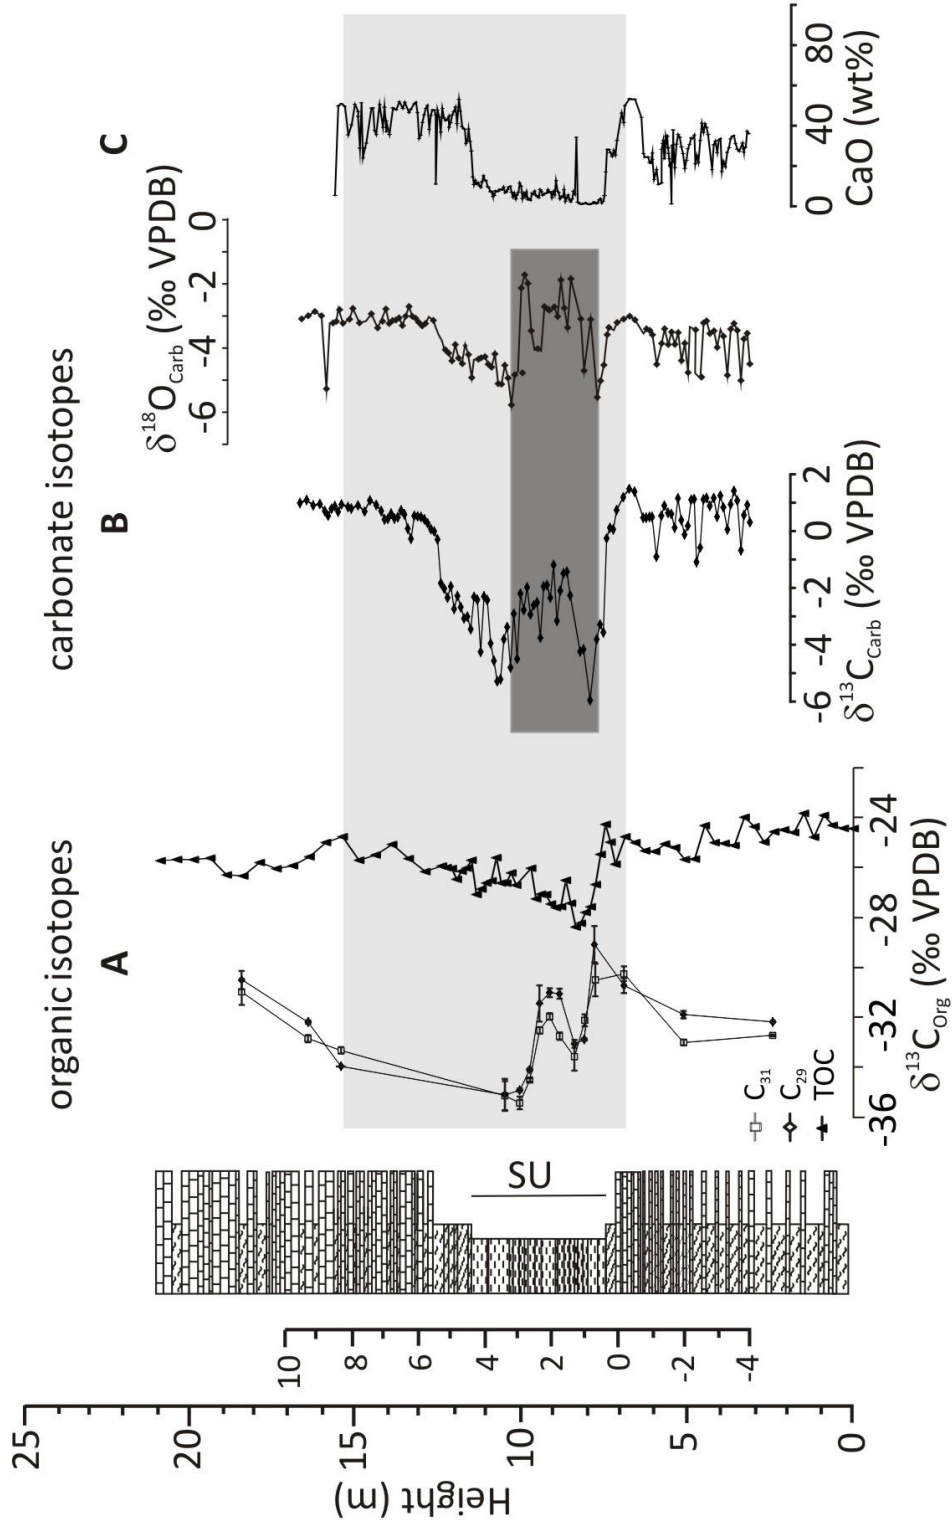 organic isotopes
carbonate isotopes
A
B
C
Height (m)
0
5
10
15
20
25
-4
-2
0
2
4
6
8
10
SU
C31
C29
TOC
-36
-32
-28
-24
δ13COrg (‰ VPDB)
-6
-4
-2
0
2
δ13CCarb (‰ VPDB)
δ18OCarb (‰ VPDB)
-6
-4
-2
0
0
40
80
CaO (wt%)